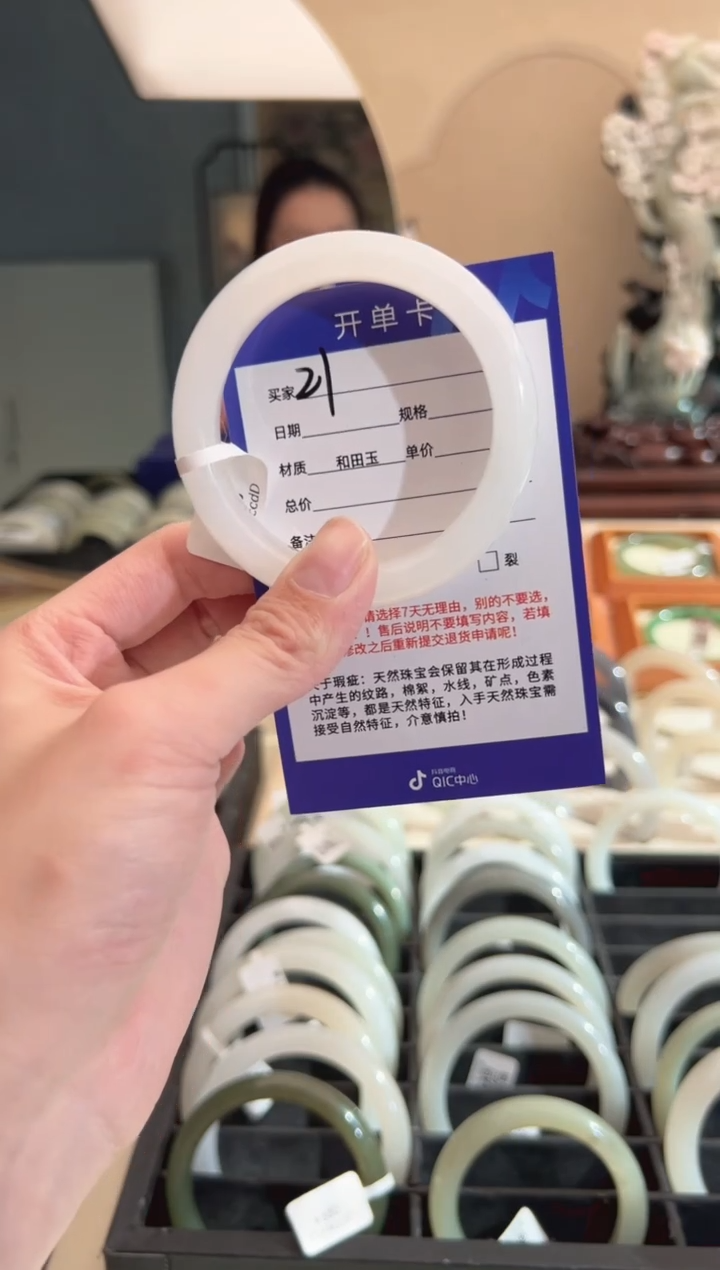 开单卡
买家 21
日期 规格
材质 和田玉 单价
总价
备注
裂
请选择7天无理由，别的不要选，
！售后说明不要填写内容，若填
修改之后重新提交退货申请呢！
关于瑕疵：天然珠宝会保留其在形成过程
中产生的纹路，棉絮，水线，矿点，色素
沉淀等，都是天然特征，入手天然珠宝需
接受自然特征，介意慎拍！
抖音电商
QIC中心